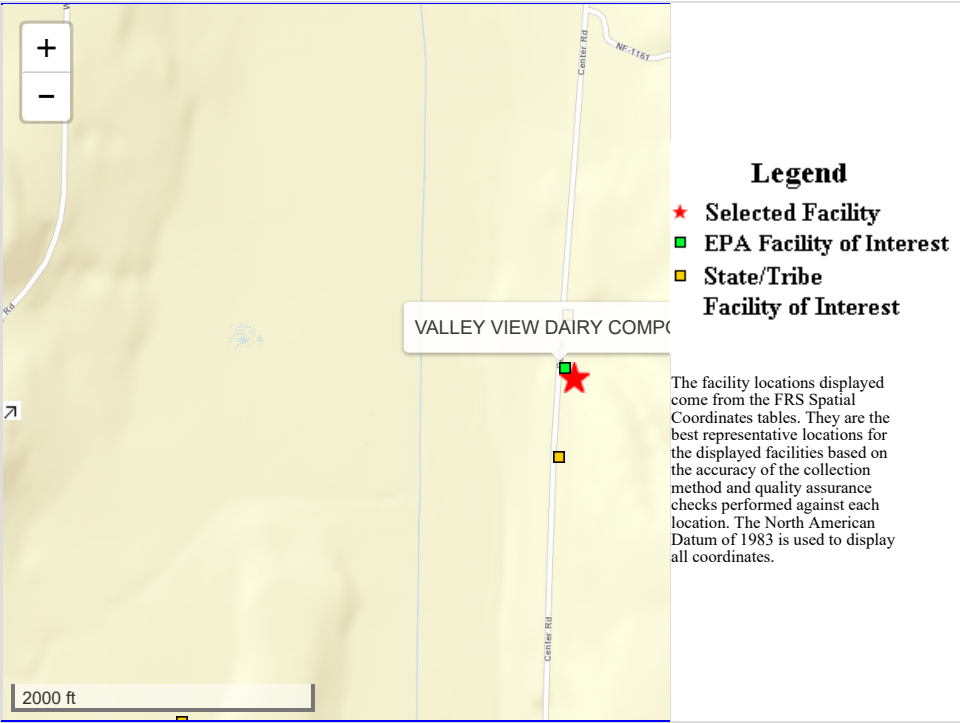 +
−
W
Center Rd
NF-1161
Rd
VALLEY VIEW DAIRY COMPO
Center Rd
2000 ft
Legend
Selected Facility
EPA Facility of Interest
State/Tribe
Facility of Interest
The facility locations displayed
come from the FRS Spatial
Coordinates tables. They are the
best representative locations for
the displayed facilities based on
the accuracy of the collection
method and quality assurance
checks performed against each
location. The North American
Datum of 1983 is used to display
all coordinates.